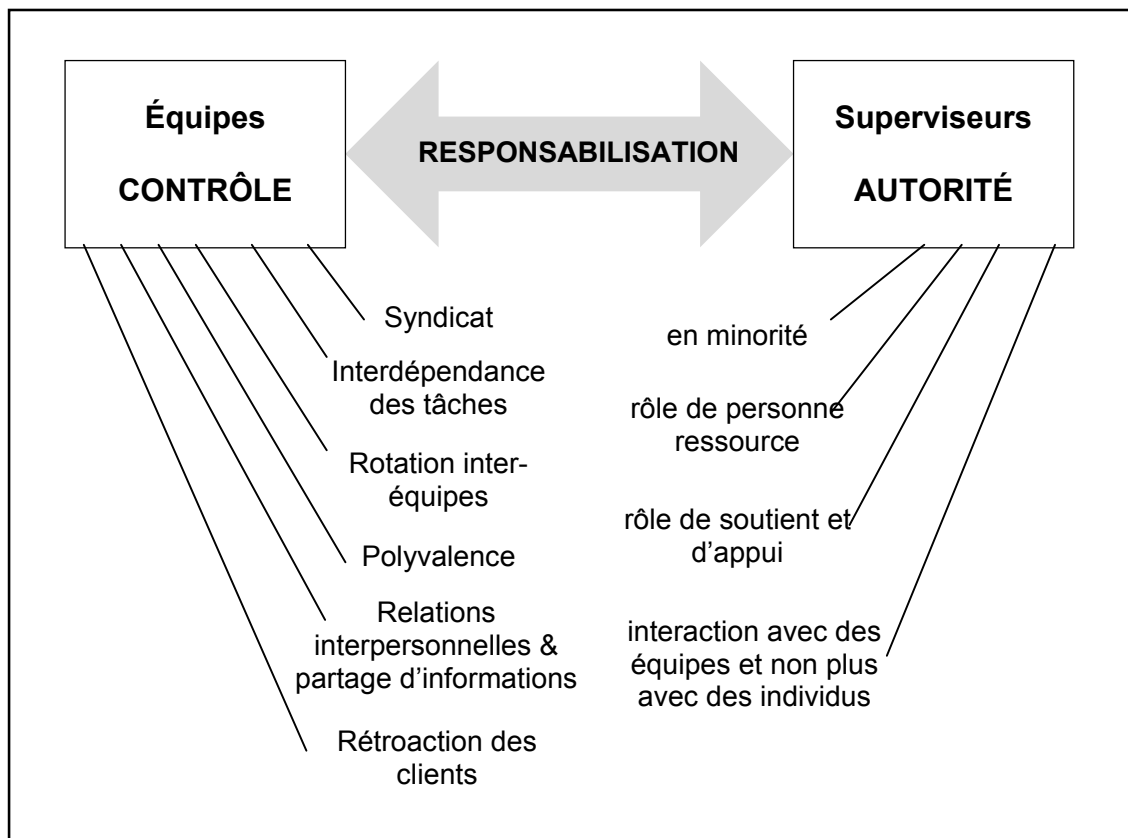 Équipes
CONTRÔLE
RESPONSABILISATION
Superviseurs
AUTORITÉ
Syndicat
Interdépendance
des tâches
Rotation inter-
équipes
Polyvalence
Relations
interpersonnelles &
partage d'informations
Rétroaction des
clients
en minorité
rôle de personne
ressource
rôle de soutient et
d'appui
interaction avec des
équipes et non plus
avec des individus